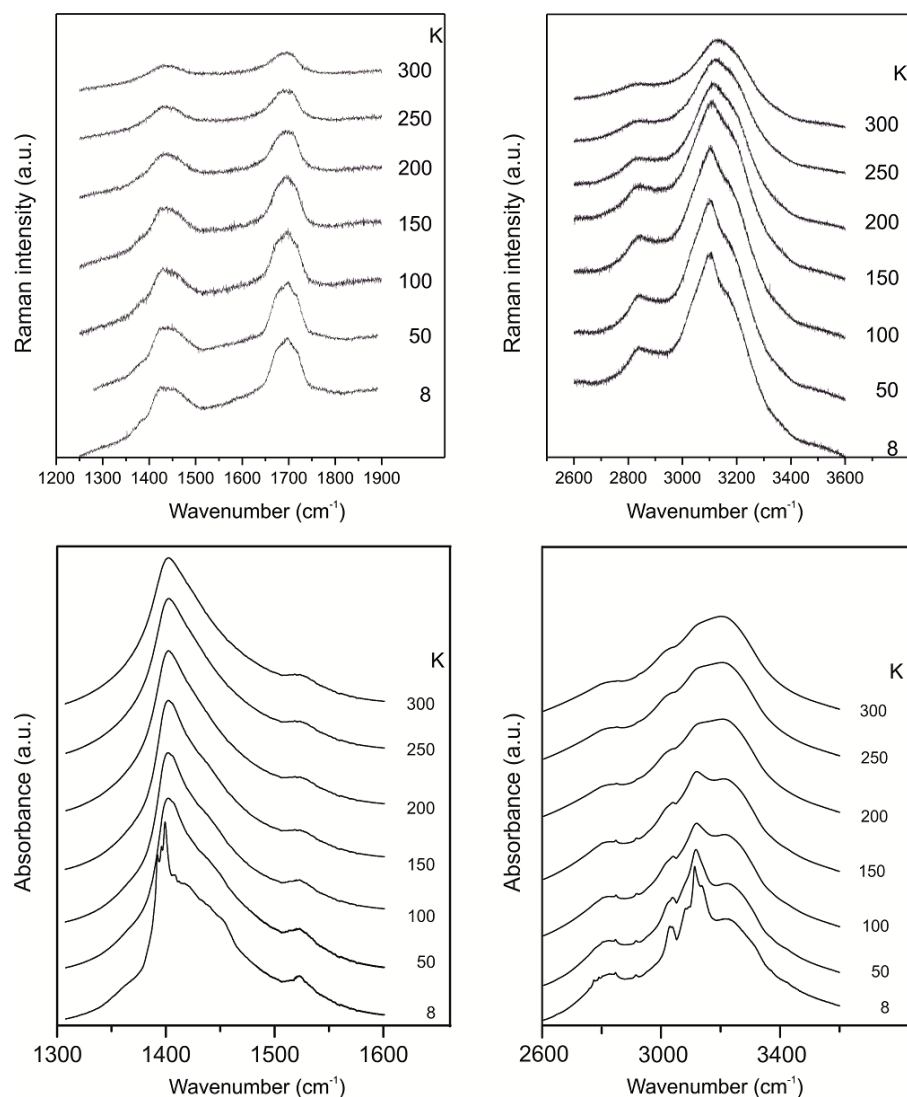 K
300
250
200
150
100
50
8
Raman intensity (a.u.)
1200 1300 1400 1500 1600 1700 1800 1900
Wavenumber (cm-1)
K
300
250
200
150
100
50
8
Raman intensity (a.u.)
2600 2800 3000 3200 3400 3600
Wavenumber (cm-1)
K
300
250
200
150
100
50
8
Absorbance (a.u.)
1300 1400 1500 1600
Wavenumber (cm-1)
K
300
250
200
150
100
50
8
Absorbance (a.u.)
2600 3000 3400
Wavenumber (cm-1)